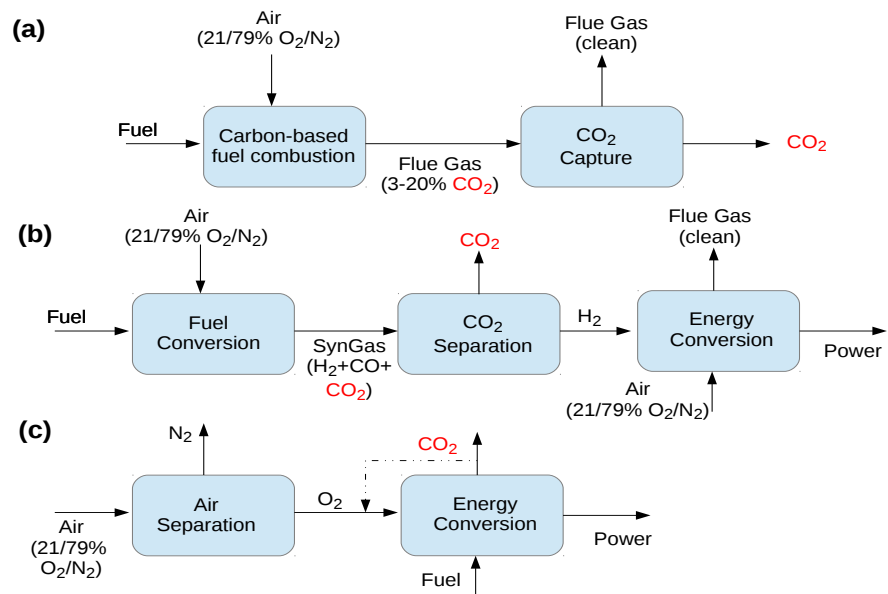 (a)
Air
(21/79% O₂/N₂)
Flue Gas
(clean)
Fuel
Carbon-based
fuel combustion
Flue Gas
(3-20% CO₂)
CO₂
Capture
CO₂
(b)
Air
(21/79% O₂/N₂)
CO₂
Flue Gas
(clean)
Fuel
Fuel
Conversion
SynGas
(H₂+CO+
CO₂)
CO₂
Separation
H₂
Energy
Conversion
Power
Air
(21/79% O₂/N₂)
(c)
N₂
CO₂
Air
Separation
O₂
Energy
Conversion
Air
(21/79%
O₂/N₂)
Power
Fuel